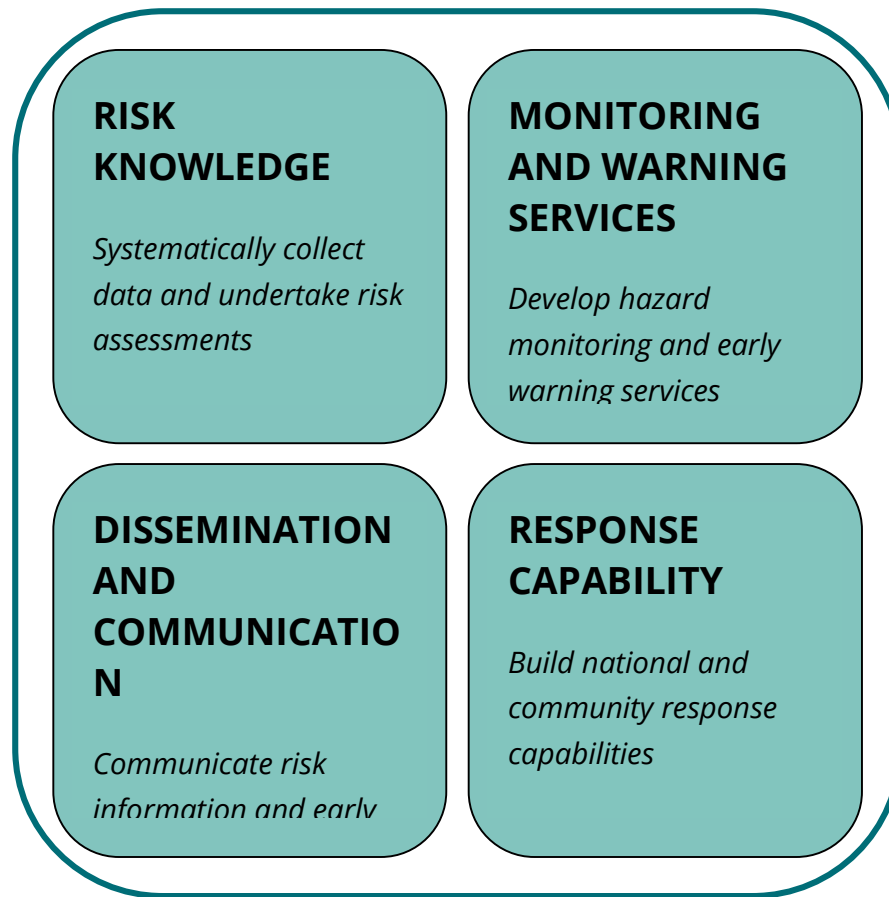 RISK
KNOWLEDGE
Systematically collect
data and undertake risk
assessments
MONITORING
AND WARNING
SERVICES
Develop hazard
monitoring and early
warning services
DISSEMINATION
AND
COMMUNICATIO
N
Communicate risk
information and early
RESPONSE
CAPABILITY
Build national and
community response
capabilities